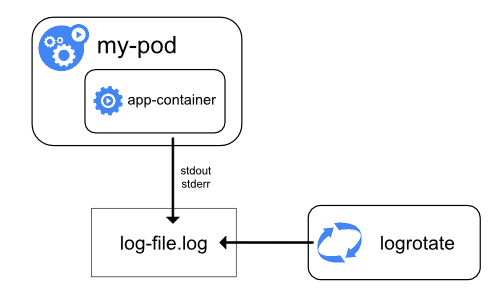 my-pod
app-container
stdout
stderr
log-file.log
logrotate